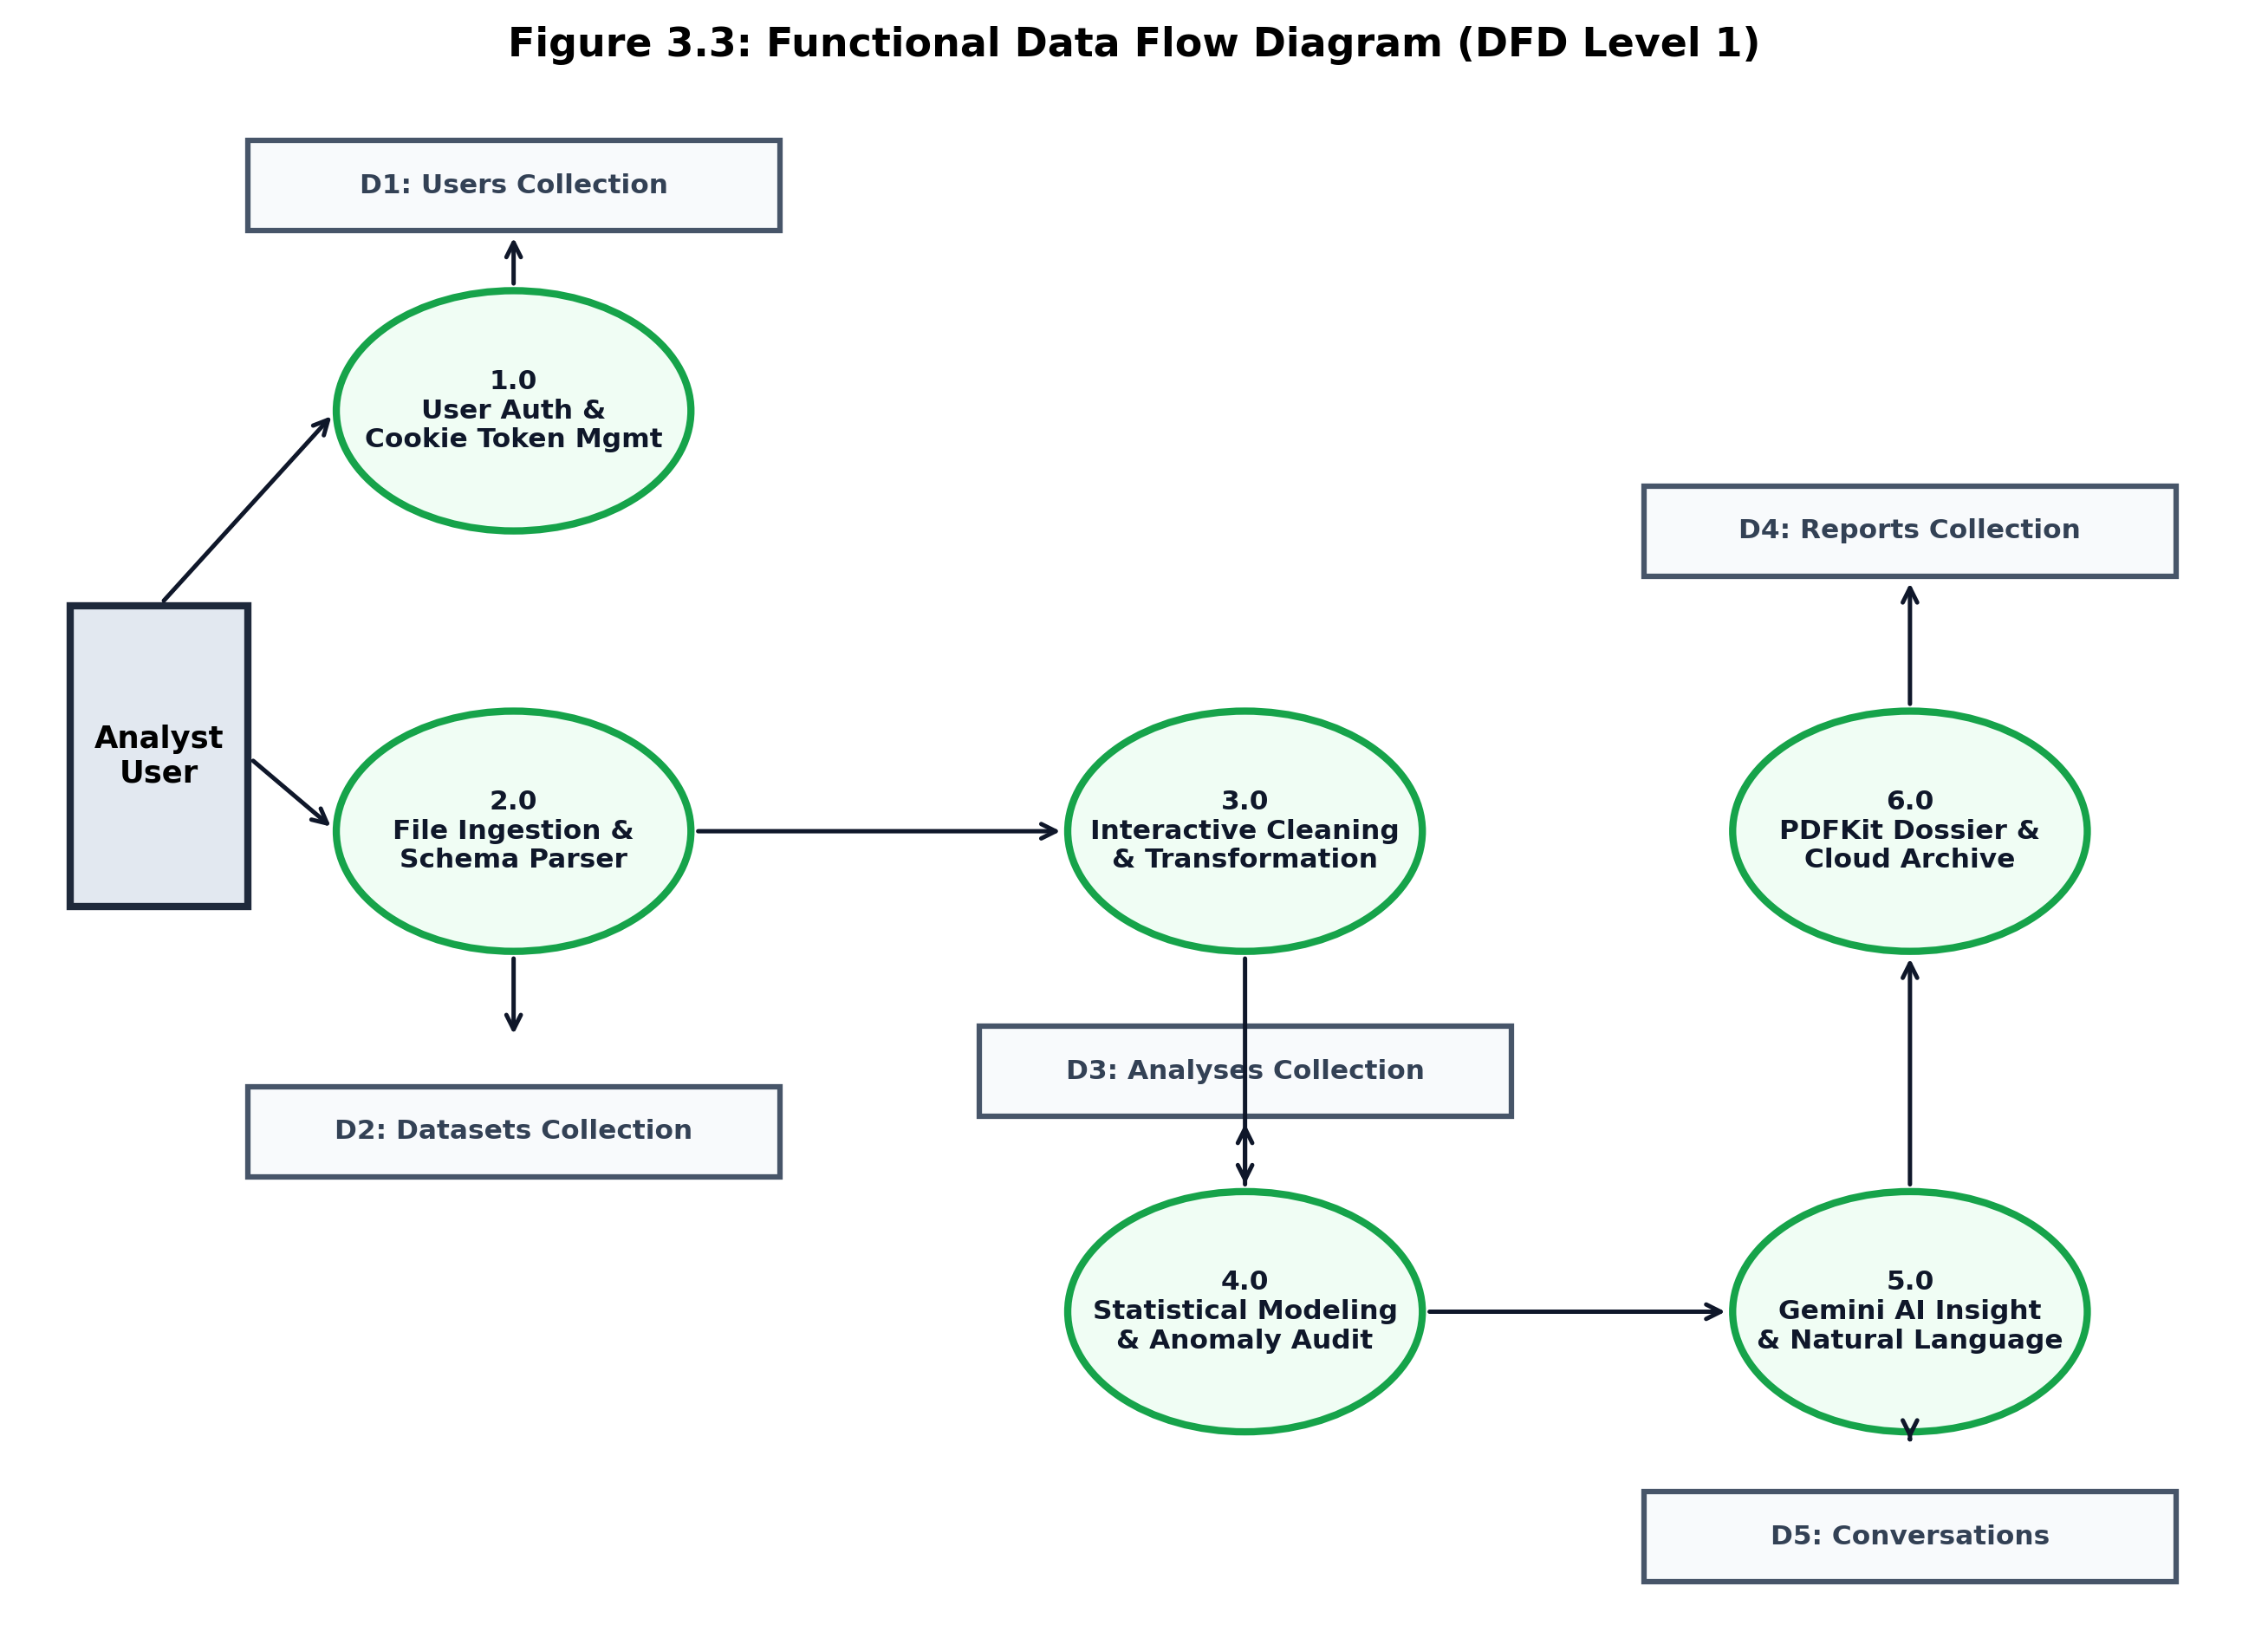 Figure 3.3: Functional Data Flow Diagram (DFD Level 1)
D1: Users Collection
1.0
User Auth &
Cookie Token Mgmt
D4: Reports Collection
Analyst
User
2.0
File Ingestion &
Schema Parser
3.0
Interactive Cleaning
& Transformation
6.0
PDFKit Dossier &
Cloud Archive
D3: Analyses Collection
D2: Datasets Collection
4.0
Statistical Modeling
& Anomaly Audit
5.0
Gemini AI Insight
& Natural Language
D5: Conversations